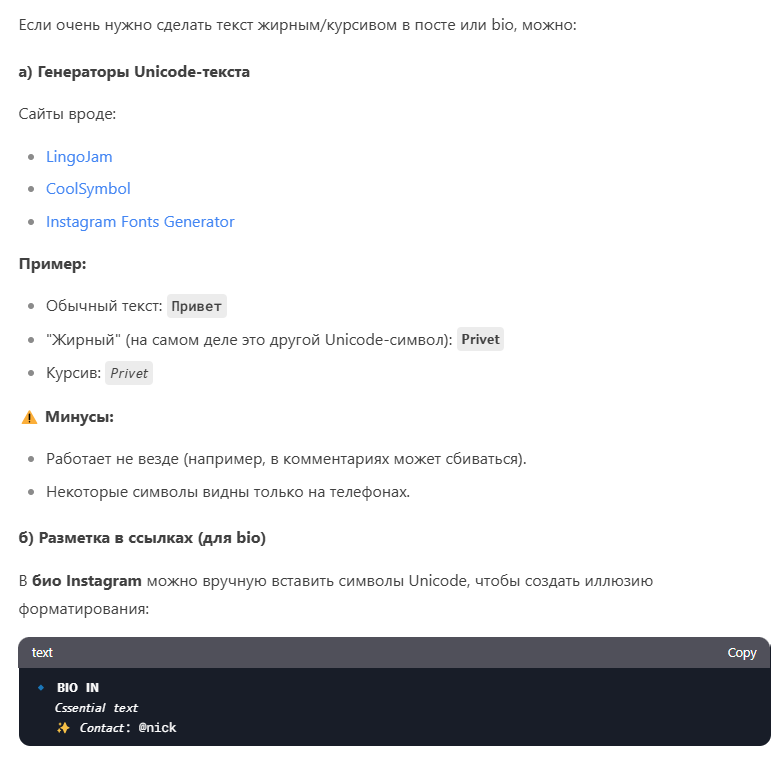 Если очень нужно сделать текст жирным/курсивом в посте или bio, можно:
а) Генераторы Unicode-текста
Сайты вроде:
• LingoJam
• CoolSymbol
• Instagram Fonts Generator
Пример:
• Обычный текст: Привет
• "Жирный" (на самом деле это другой Unicode-символ): Privet
• Курсив: Privet
⚠️ Минусы:
• Работает не везде (например, в комментариях может сбиваться).
• Некоторые символы видны только на телефонах.
б) Разметка в ссылках (для bio)
В био Instagram можно вручную вставить символы Unicode, чтобы создать иллюзию
форматирования:
text Copy
🔹 BIO IN
Cssential text
✨ Contact: @nick